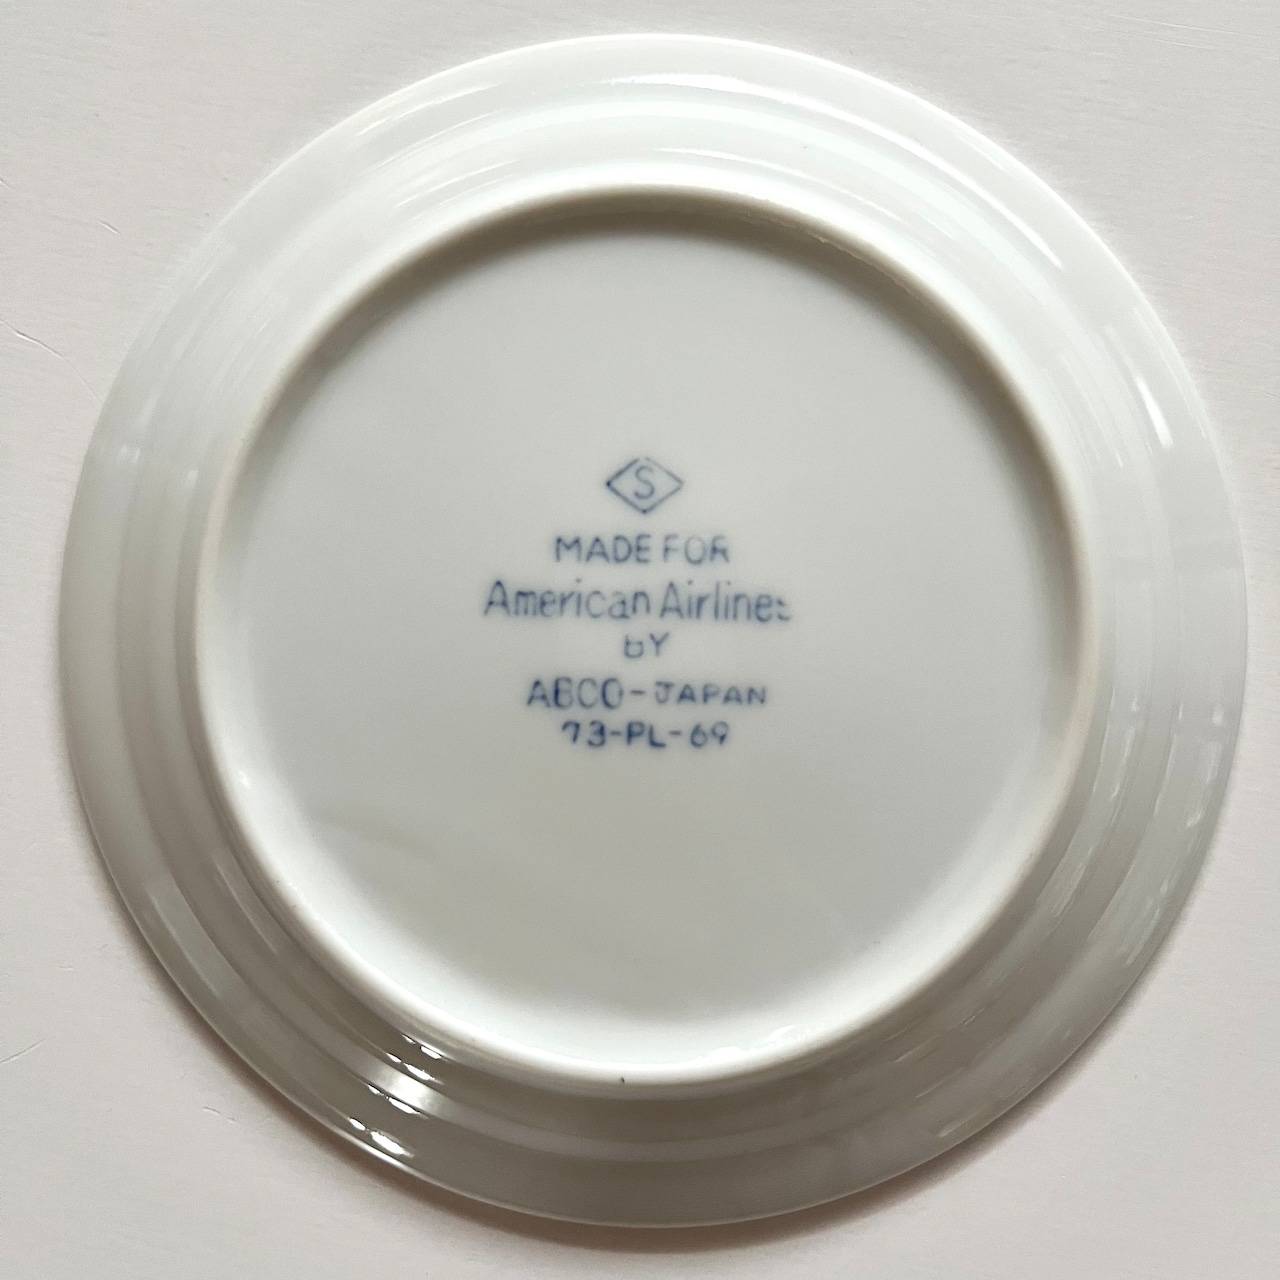 S
MADE FOR
American Airlines
BY
ABCO-JAPAN
73-PL-69